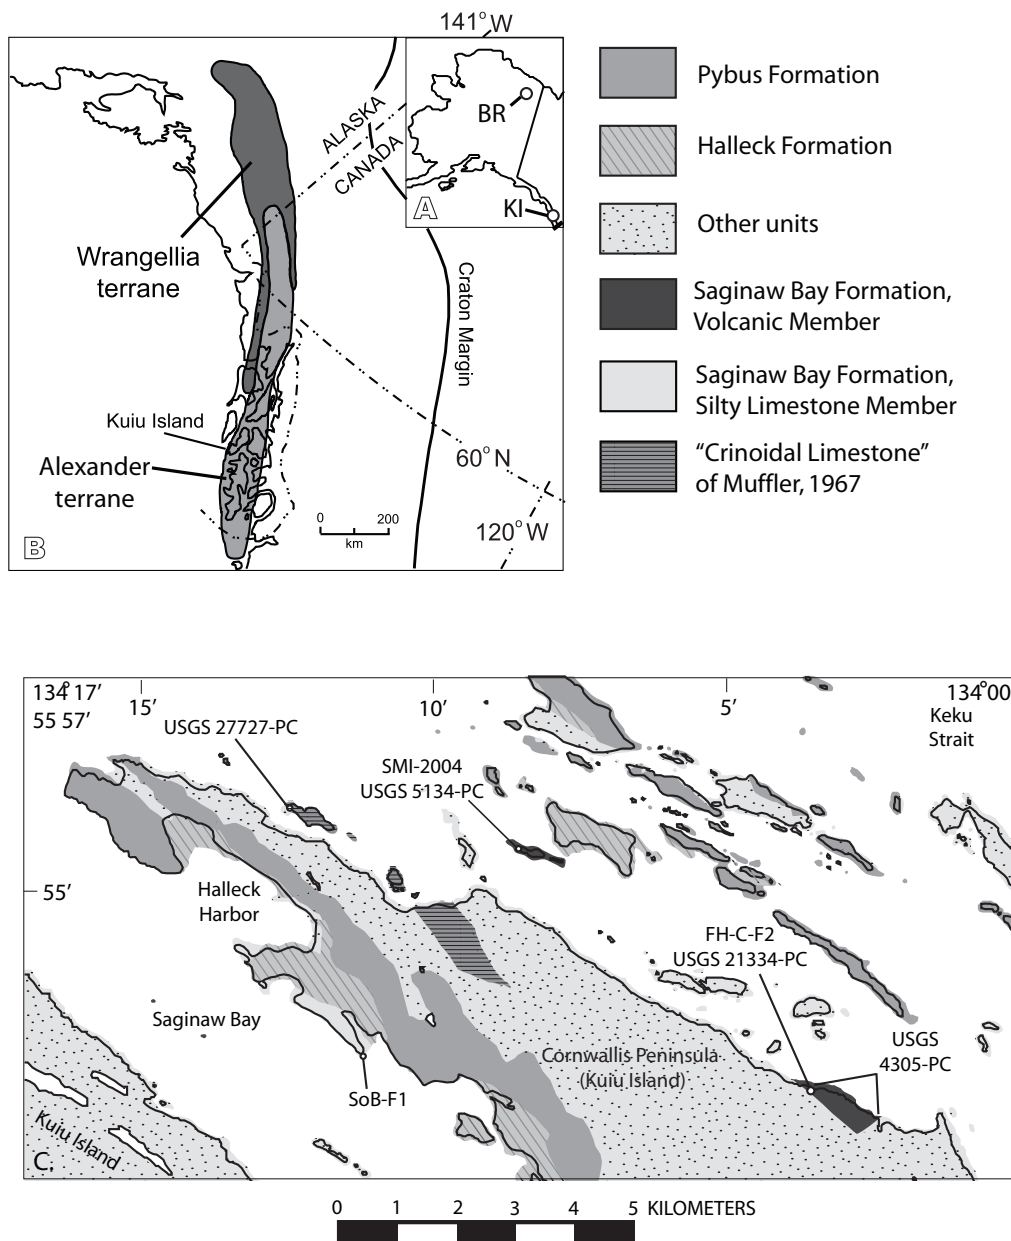 141° W
ALASKA
CANADA
BR
KI
A
Wrangellia
terrane
Craton Margin
Kuiu Island
Alexander
terrane
60° N
0 200
km
120° W
B
Pybus Formation
Halleck Formation
Other units
Saginaw Bay Formation,
Volcanic Member
Saginaw Bay Formation,
Silty Limestone Member
“Crinoidal Limestone”
of Muffler, 1967
134° 17’
55 57’
15’
10’
5’
134°00
USGS 27727-PC
Keku
Strait
SMI-2004
USGS 5134-PC
55’
Halleck
Harbor
FH-C-F2
USGS 21334-PC
Saginaw Bay
USGS
4305-PC
Cornwallis Peninsula
(Kuiu Island)
SoB-F1
Kuiu Island
C.
0 1 2 3 4 5 KILOMETERS